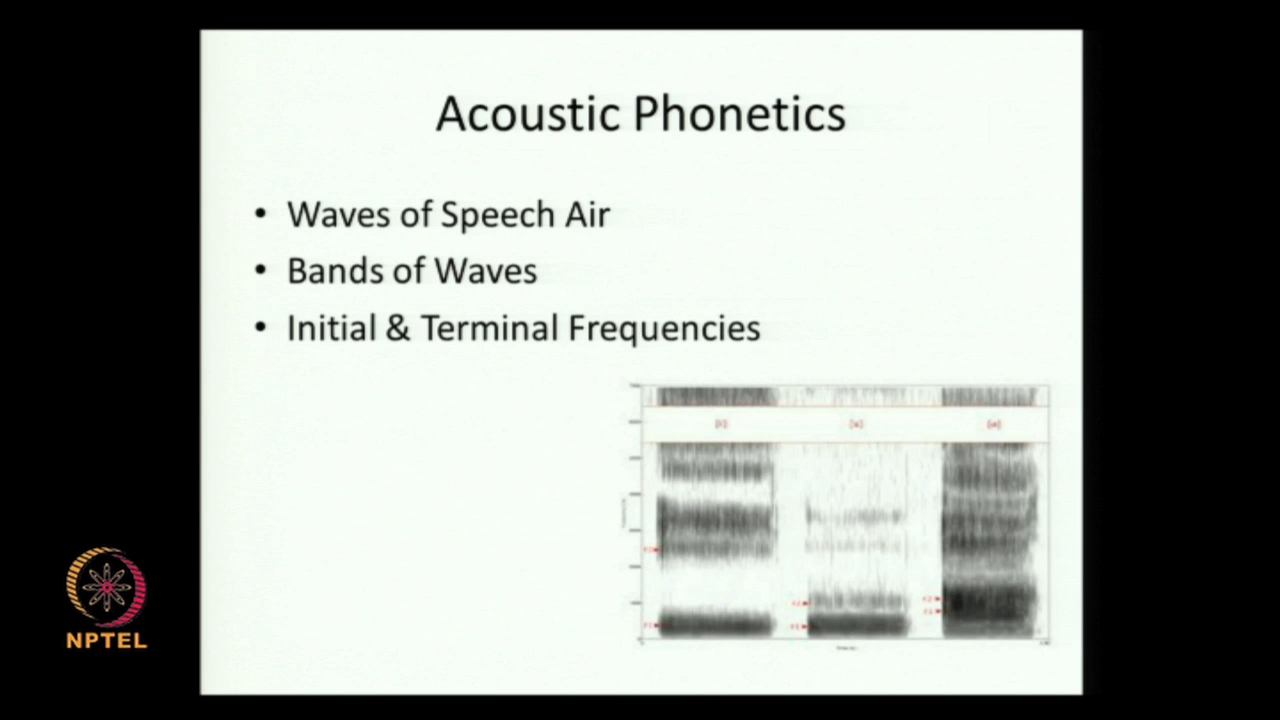 Acoustic Phonetics
• Waves of Speech Air
• Bands of Waves
• Initial & Terminal Frequencies
NPTEL